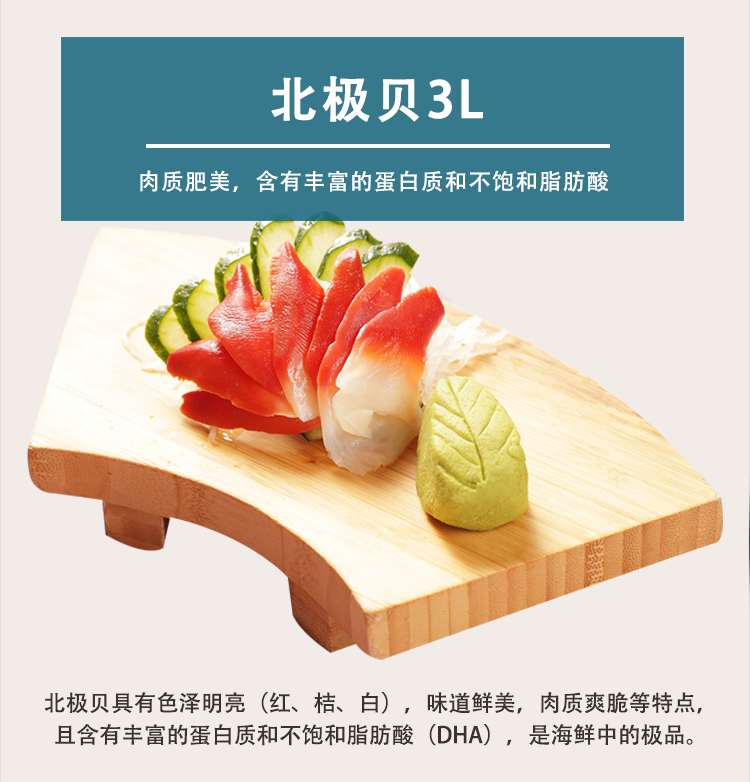 北极贝3L
肉质肥美，含有丰富的蛋白质和不饱和脂肪酸
北极贝具有色泽明亮（红、桔、白），味道鲜美，肉质爽脆等特点，
且含有丰富的蛋白质和不饱和脂肪酸（DHA），是海鲜中的极品。